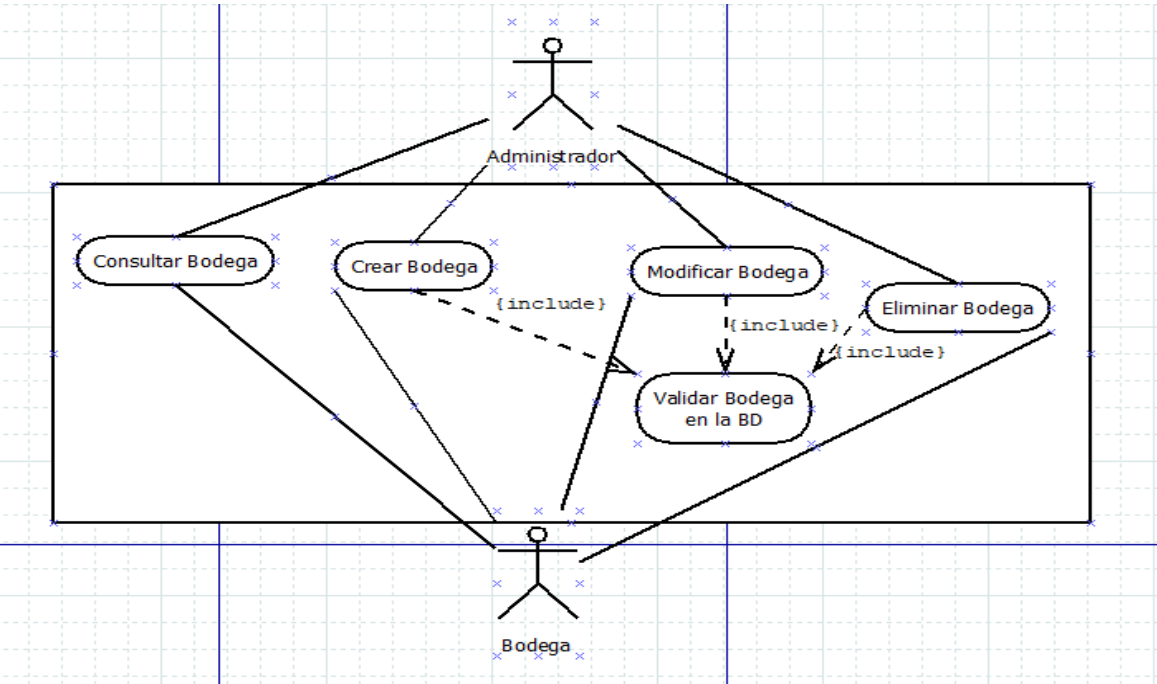 Administrador
Consultar Bodega
Crear Bodega
Modificar Bodega
Eliminar Bodega
{include}
{include}
{include}
Validar Bodega
en la BD
Bodega